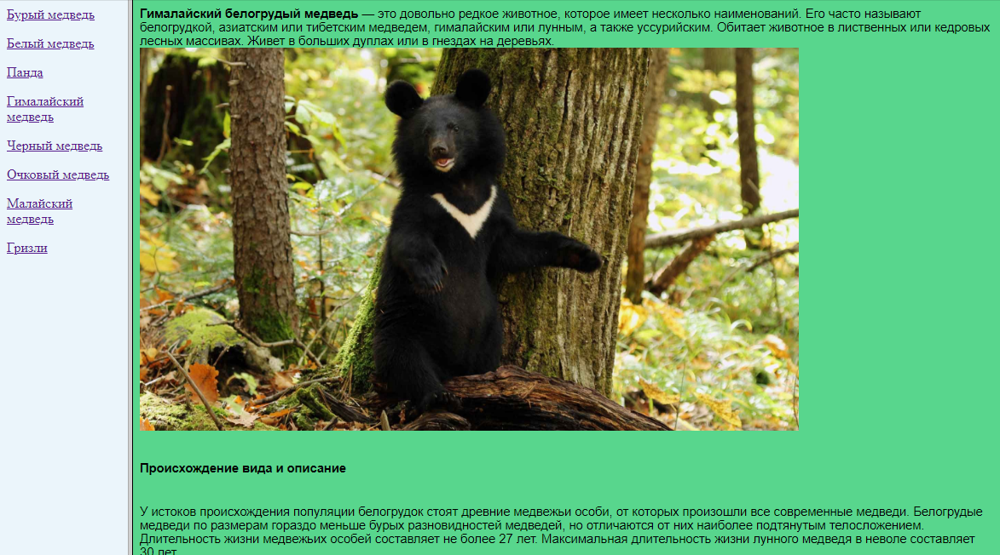 Бурый медведь
Белый медведь
Панда
Гималайский
медведь
Черный медведь
Очковый медведь
Малайский
медведь
Гризли
Гималайский белогрудый медведь — это довольно редкое животное, которое имеет несколько наименований. Его часто называют
белогрудкой, азиатским или тибетским медведем, гималайским или лунным, а также уссурийским. Обитает животное в лиственных или кедровых
лесных массивах. Живет в больших дуплах или в гнездах на деревьях.
Происхождение вида и описание
У истоков происхождения популяции белогрудок стоят древние медвежьи особи, от которых произошли все современные медведи. Белогрудые
медведи по размерам гораздо меньше бурых разновидностей медведей, но отличаются от них наиболее подтянутым телосложением.
Длительность жизни медвежьих особей составляет не более 27 лет. Максимальная длительность жизни лунного медведя в неволе составляет
30 лет.